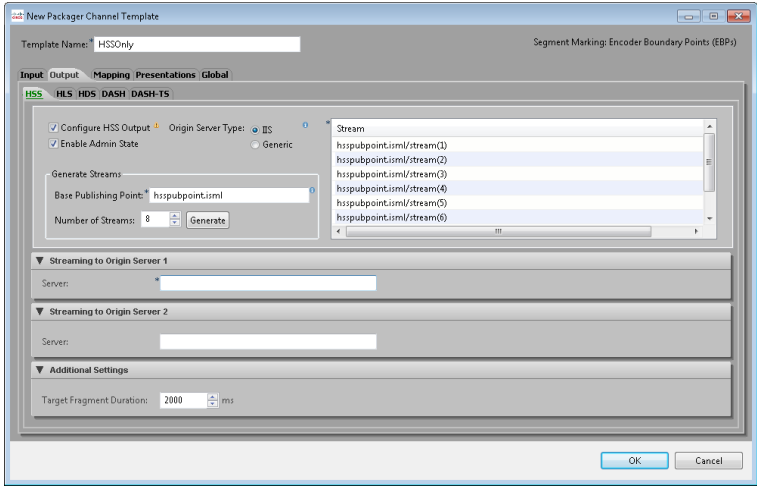 New Packager Channel Template
Template Name:* HSSOnly
Segment Marking: Encoder Boundary Points (EBPs)
Input Output Mapping Presentations Global
HSS HLS HDS DASH DASH-TS
Configure HSS Output Origin Server Type: IIS
Enable Admin State Generic
Generate Streams
Base Publishing Point:* hsspubpoint.isml
Number of Streams: 8 Generate
* Stream
hsspubpoint.isml/stream(1)
hsspubpoint.isml/stream(2)
hsspubpoint.isml/stream(3)
hsspubpoint.isml/stream(4)
hsspubpoint.isml/stream(5)
hsspubpoint.isml/stream(6)
Streaming to Origin Server 1
Server: *
Streaming to Origin Server 2
Server:
Additional Settings
Target Fragment Duration: 2000 ms
OK Cancel